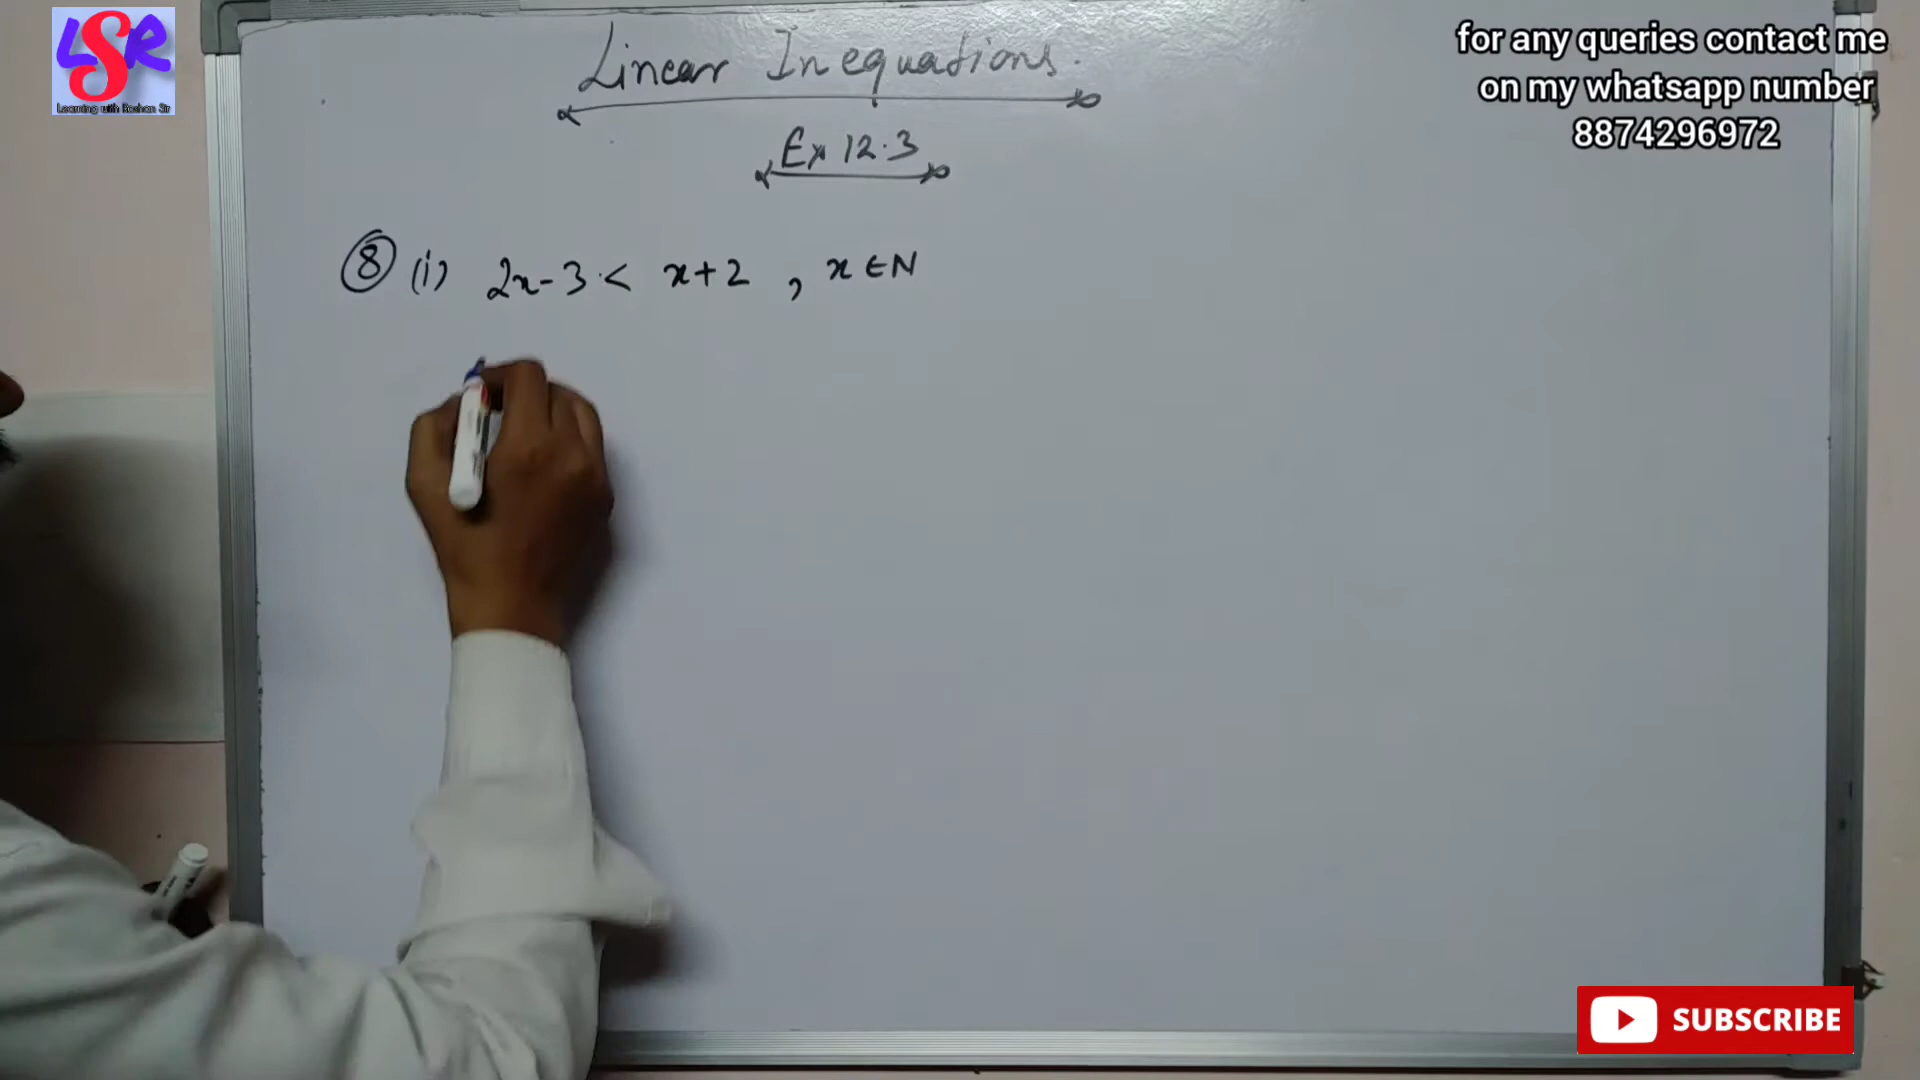 LSR
Learning with Roshan Sir
for any queries contact me
on my whatsapp number
8874296972
Linear Inequations.
Ex 12.3
8 (i) 2x-3 < x+2 , x ∈ N
SUBSCRIBE